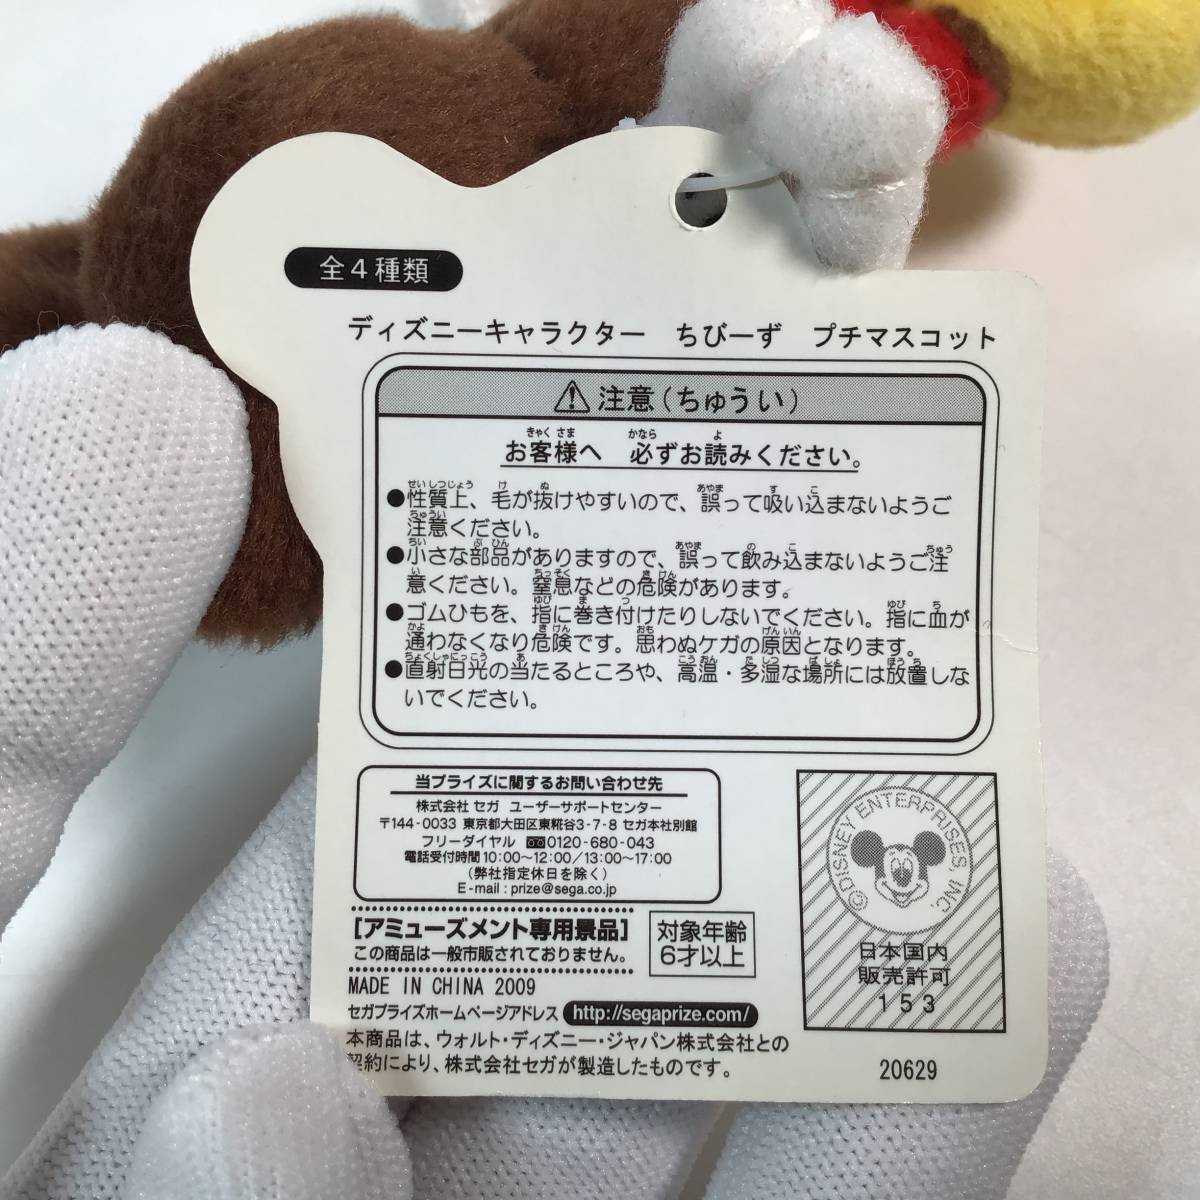 全4種類
ディズニーキャラクター ちびーず プチマスコット
⚠注意(ちゅうい)
お客様へ 必ずお読みください。
●性質上、毛が抜けやすいので、誤って吸い込まないようご
注意ください。
●小さな部品がありますので、誤って飲み込まないようご注
意ください。窒息などの危険があります。
●ゴムひもを、指に巻き付けたりしないでください。指に血が
通わなくなり危険です。思わぬケガの原因となります。
●直射日光の当たるところや、高温・多湿な場所には放置しな
いでください。
当プライズに関するお問い合わせ先
株式会社セガ ユーザーサポートセンター
〒144-0033 東京都大田区東糀谷3-7-8 セガ本社別館
フリーダイヤル 0120-680-043
電話受付時間10:00~12:00/13:00~17:00
(弊社指定休日を除く)
E-mail : prize@sega.co.jp
[アミューズメント専用景品]
この商品は一般市販されておりません。
対象年齢
6才以上
MADE IN CHINA 2009
セガプライズホームページアドレス http://segaprize.com/
本商品は、ウォルト・ディズニー・ジャパン株式会社との
契約により、株式会社セガが製造したものです。
©DISNEY ENTERPRISES, INC.
日本国内
販売許可
153
20629